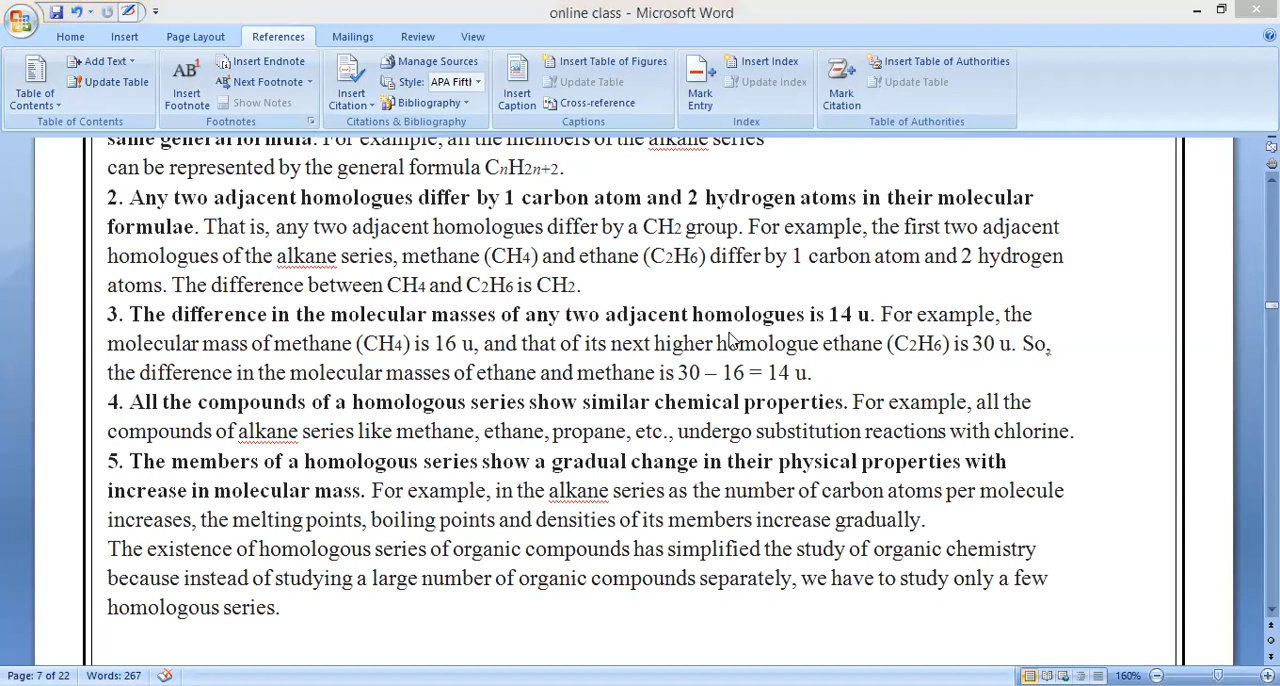 online class - Microsoft Word
Home Insert Page Layout References Mailings Review View
Table of Contents
Add Text
Update Table
Table of Contents
AB1
Insert Footnote
Insert Endnote
AB1 Next Footnote
Show Notes
Footnotes
Insert Citation
Manage Sources
Style: APA Fifth
Bibliography
Citations & Bibliography
Insert Caption
Insert Table of Figures
Update Table
Cross-reference
Captions
Mark Entry
Insert Index
Update Index
Index
Mark Citation
Insert Table of Authorities
Update Table
Table of Authorities
same general formula. For example, all the members of the alkane series
can be represented by the general formula CnH2n+2.
2. Any two adjacent homologues differ by 1 carbon atom and 2 hydrogen atoms in their molecular
formulae. That is, any two adjacent homologues differ by a CH2 group. For example, the first two adjacent
homologues of the alkane series, methane (CH4) and ethane (C2H6) differ by 1 carbon atom and 2 hydrogen
atoms. The difference between CH4 and C2H6 is CH2.
3. The difference in the molecular masses of any two adjacent homologues is 14 u. For example, the
molecular mass of methane (CH4) is 16 u, and that of its next higher homologue ethane (C2H6) is 30 u. So,
the difference in the molecular masses of ethane and methane is 30 – 16 = 14 u.
4. All the compounds of a homologous series show similar chemical properties. For example, all the
compounds of alkane series like methane, ethane, propane, etc., undergo substitution reactions with chlorine.
5. The members of a homologous series show a gradual change in their physical properties with
increase in molecular mass. For example, in the alkane series as the number of carbon atoms per molecule
increases, the melting points, boiling points and densities of its members increase gradually.
The existence of homologous series of organic compounds has simplified the study of organic chemistry
because instead of studying a large number of organic compounds separately, we have to study only a few
homologous series.
Page: 7 of 22 Words: 267 160%